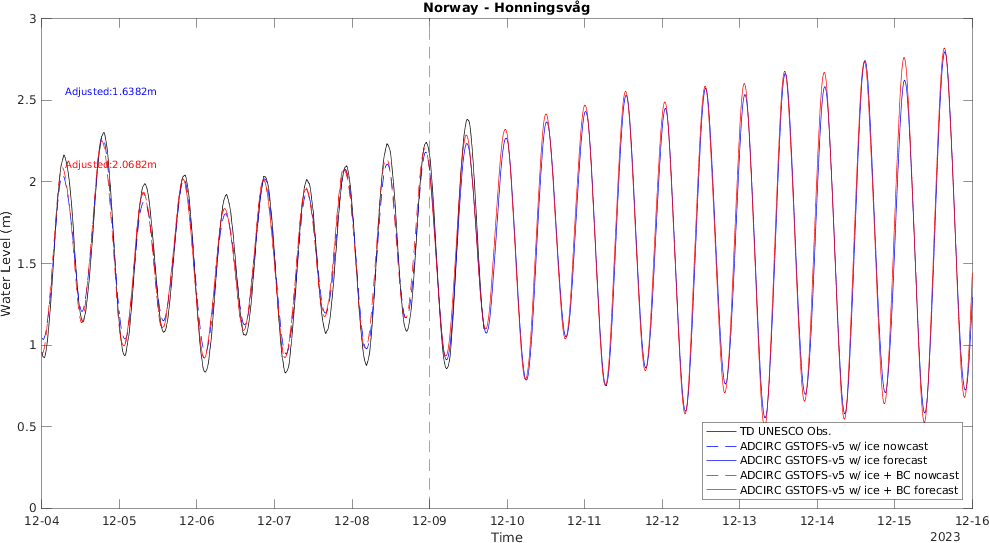 Norway - Honningsvåg
3
2.5
2
1.5
1
0.5
0
Water Level (m)
Adjusted:1.6382m
Adjusted:2.0682m
TD UNESCO Obs.
ADCIRC GSTOFS-v5 w/ ice nowcast
ADCIRC GSTOFS-v5 w/ ice forecast
ADCIRC GSTOFS-v5 w/ ice + BC nowcast
ADCIRC GSTOFS-v5 w/ ice + BC forecast
12-04 12-05 12-06 12-07 12-08 12-09 12-10 12-11 12-12 12-13 12-14 12-15 12-16
Time
2023